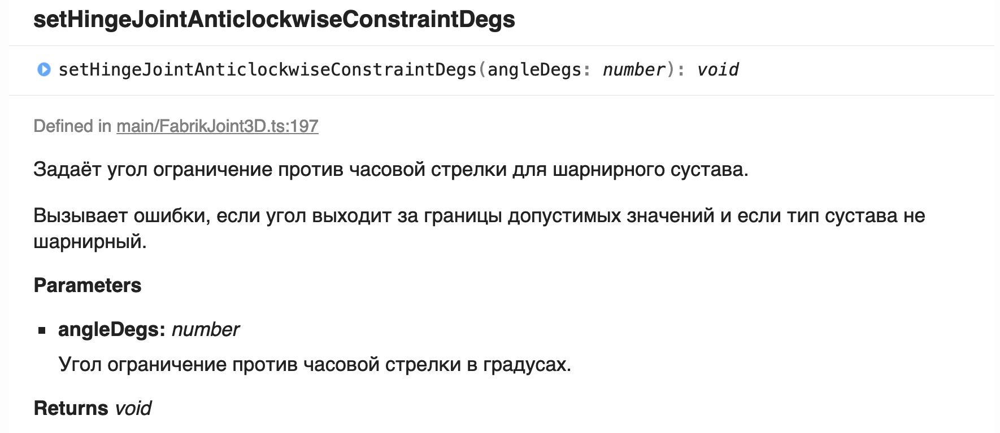 setHingeJointAnticlockwiseConstraintDegs
setHingeJointAnticlockwiseConstraintDegs(angleDegs: number): void
Defined in main/FabrikJoint3D.ts:197
Задаёт угол ограничение против часовой стрелки для шарнирного сустава.
Вызывает ошибки, если угол выходит за границы допустимых значений и если тип сустава не
шарнирный.
Parameters
▪ angleDegs: number
Угол ограничение против часовой стрелки в градусах.
Returns void